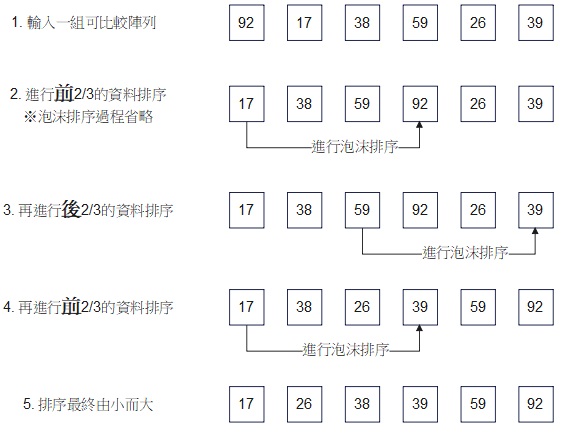 1. 輸入一組可比較陣列 92 17 38 59 26 39
2. 進行前2/3的資料排序 17 38 59 92 26 39
※泡沫排序過程省略
進行泡沫排序
3. 再進行後2/3的資料排序 17 38 59 92 26 39
進行泡沫排序
4. 再進行前2/3的資料排序 17 38 26 39 59 92
進行泡沫排序
5. 排序最終由小而大 17 26 38 39 59 92